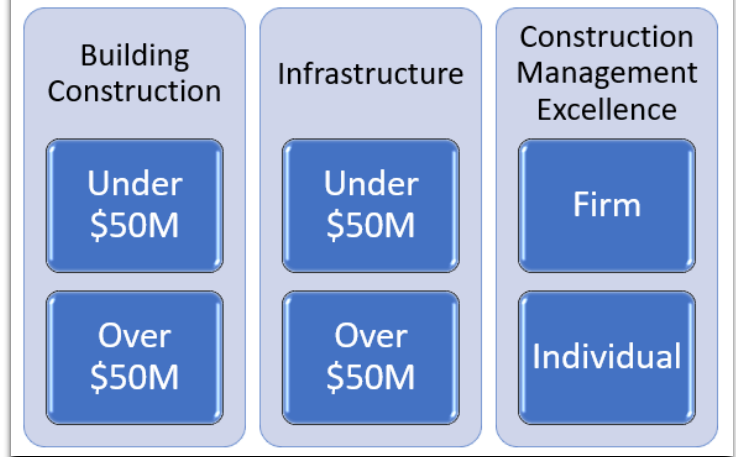 Building
Construction
Under
$50M
Over
$50M
Infrastructure
Under
$50M
Over
$50M
Construction
Management
Excellence
Firm
Individual